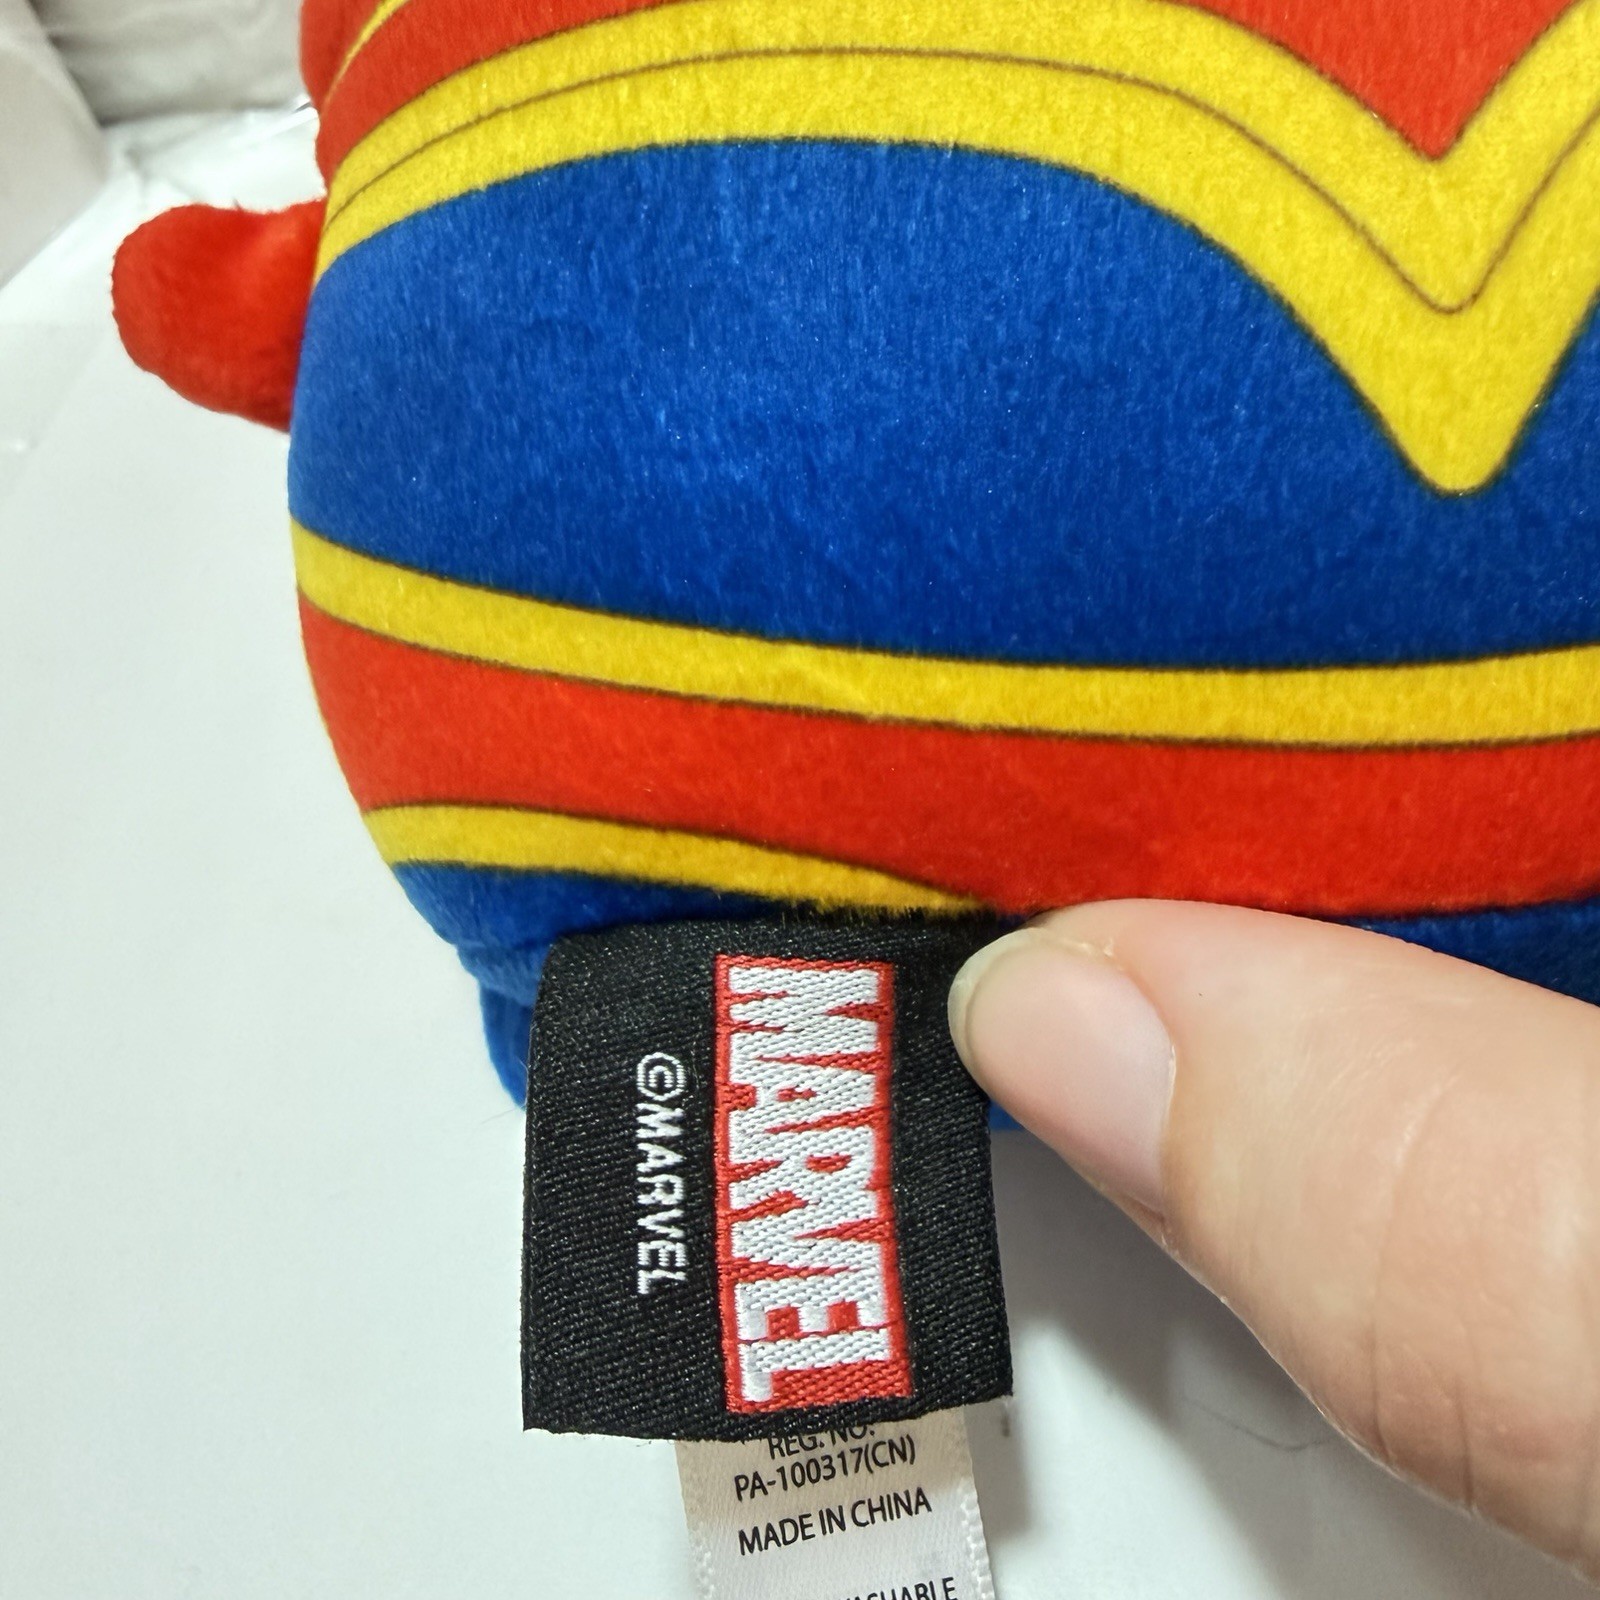 MARVEL
©MARVEL
REG. NO.
PA-100317(CN)
MADE IN CHINA